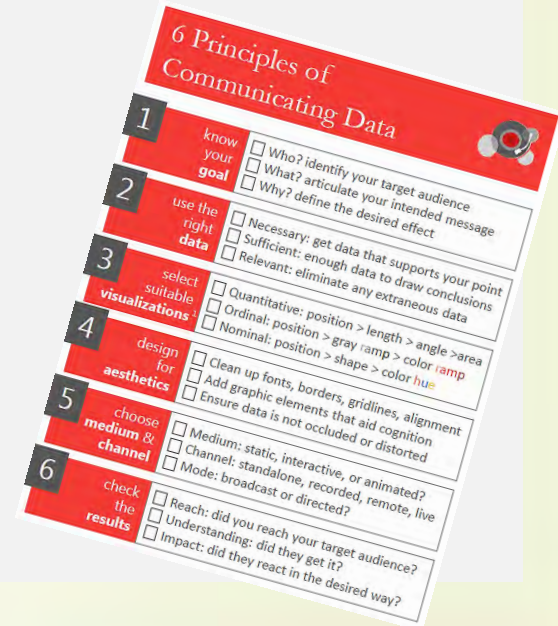 6 Principles of
Communicating Data
1
know
your
goal
Who? identify your target audience
What? articulate your intended message
Why? define the desired effect
2
use the
right
data
Necessary: get data that supports your point
Sufficient: enough data to draw conclusions
Relevant: eliminate any extraneous data
3
select
suitable
visualizations 1
Quantitative: position > length > angle >area
Ordinal: position > gray ramp > color ramp
Nominal: position > shape > color hue
4
design
for
aesthetics
Clean up fonts, borders, gridlines, alignment
Add graphic elements that aid cognition
Ensure data is not occluded or distorted
5
choose
medium &
channel
Medium: static, interactive, or animated?
Channel: standalone, recorded, remote, live
Mode: broadcast or directed?
6
check
the
results
Reach: did you reach your target audience?
Understanding: did they get it?
Impact: did they react in the desired way?